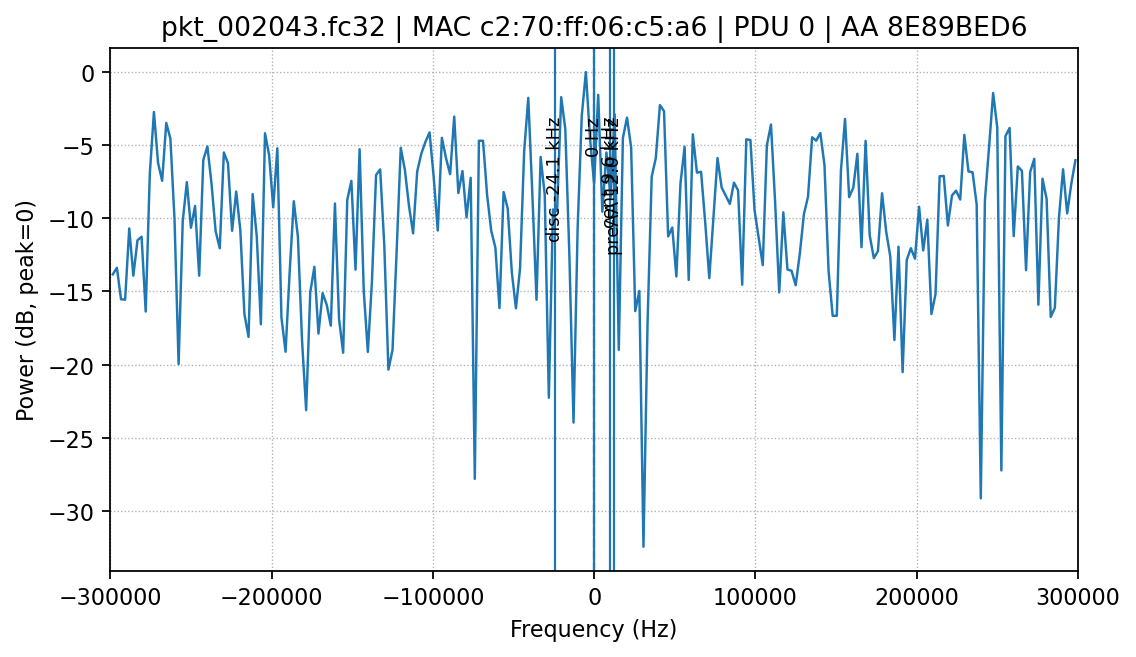 pkt_002043.fc32 | MAC c2:70:ff:06:c5:a6 | PDU 0 | AA 8E89BED6
Power (dB, peak=0)
0
−5
−10
−15
−20
−25
−30
disc -24.1 kHz
0 Hz
−300000
−200000
−100000
0
100000
200000
300000
Frequency (Hz)